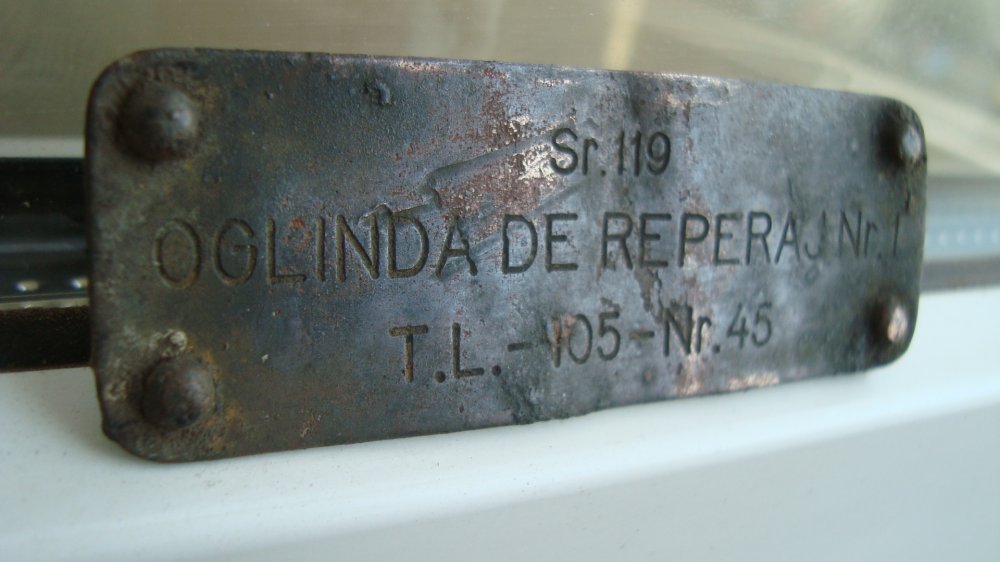 Sr. 119
OGLINDA DE REPERAJ Nr. 1
T.L. - 105 - Nr. 45